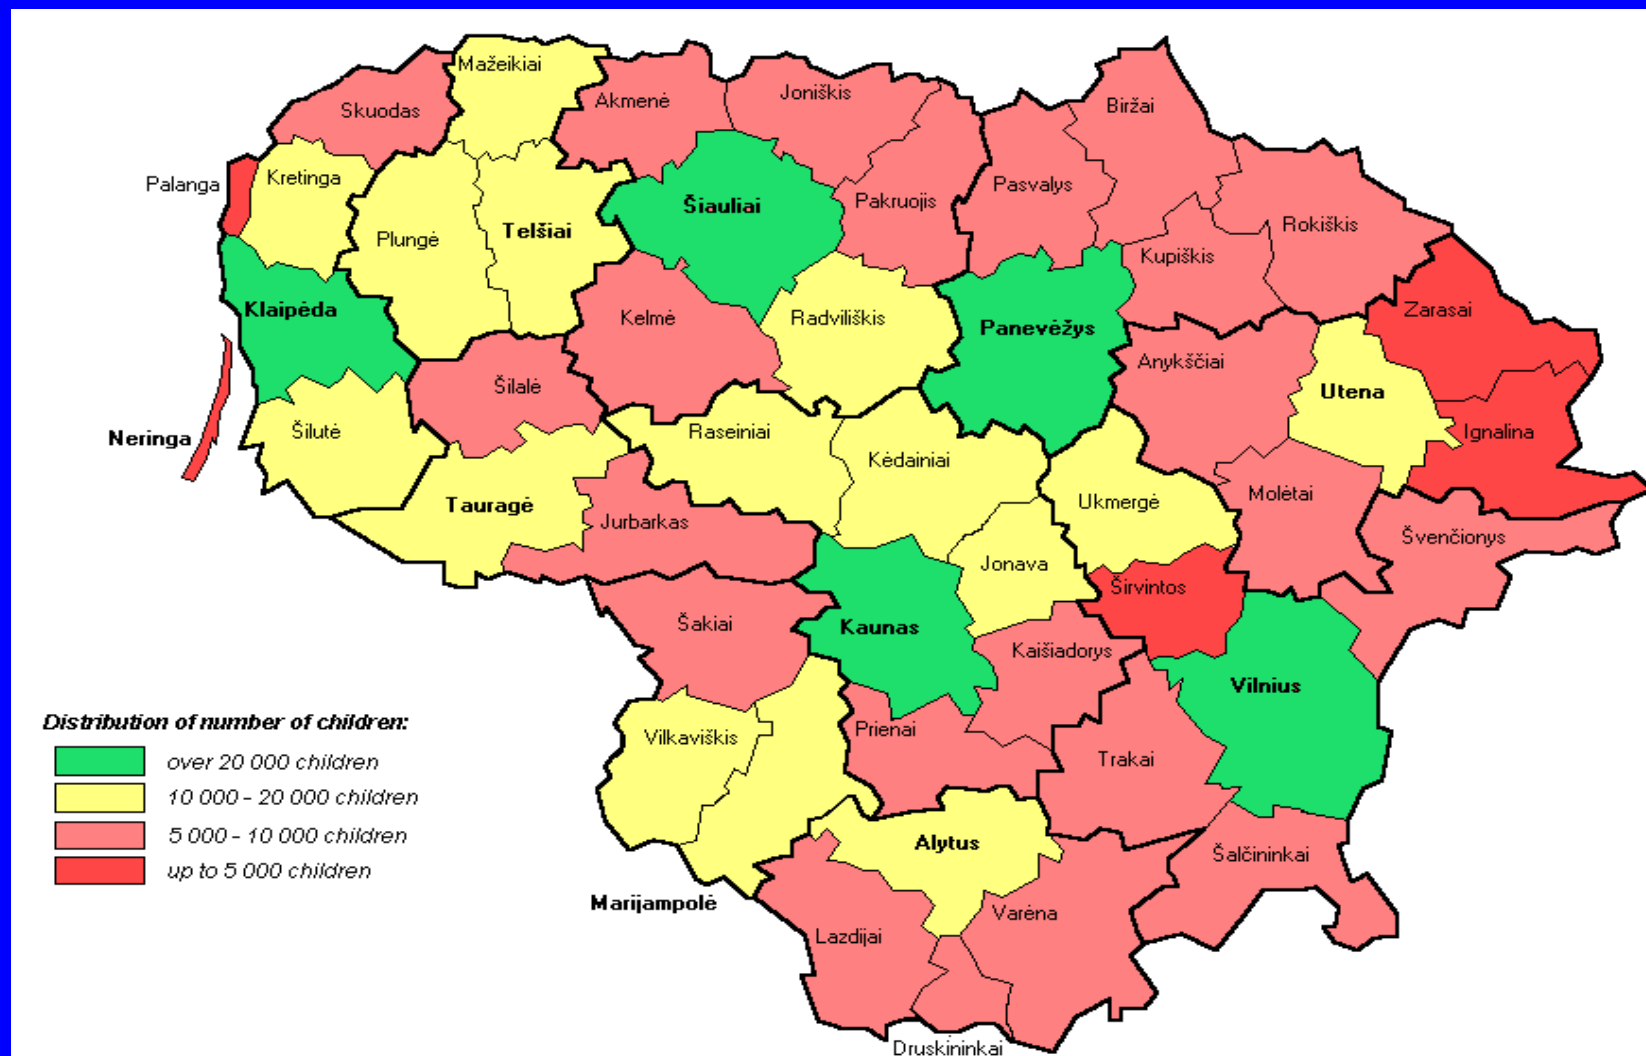 Mažeikiai
Skuodas
Akmenė
Joniškis
Biržai
Palanga
Kretinga
Plungė
Telšiai
Šiauliai
Pakruojis
Pasvalys
Kupiškis
Rokiškis
Klaipėda
Kelmė
Radviliškis
Panevėžys
Anykščiai
Zarasai
Neringa
Šilutė
Šilalė
Raseiniai
Kėdainiai
Utena
Ignalina
Tauragė
Jurbarkas
Jonava
Ukmergė
Molėtai
Švenčionys
Šakiai
Kaunas
Kaišiadorys
Širvintos
Vilnius
Vilkaviškis
Prienai
Trakai
Marijampolė
Alytus
Šalčininkai
Lazdijai
Varėna
Druskininkai
Distribution of number of children:
over 20 000 children
10 000 - 20 000 children
5 000 - 10 000 children
up to 5 000 children